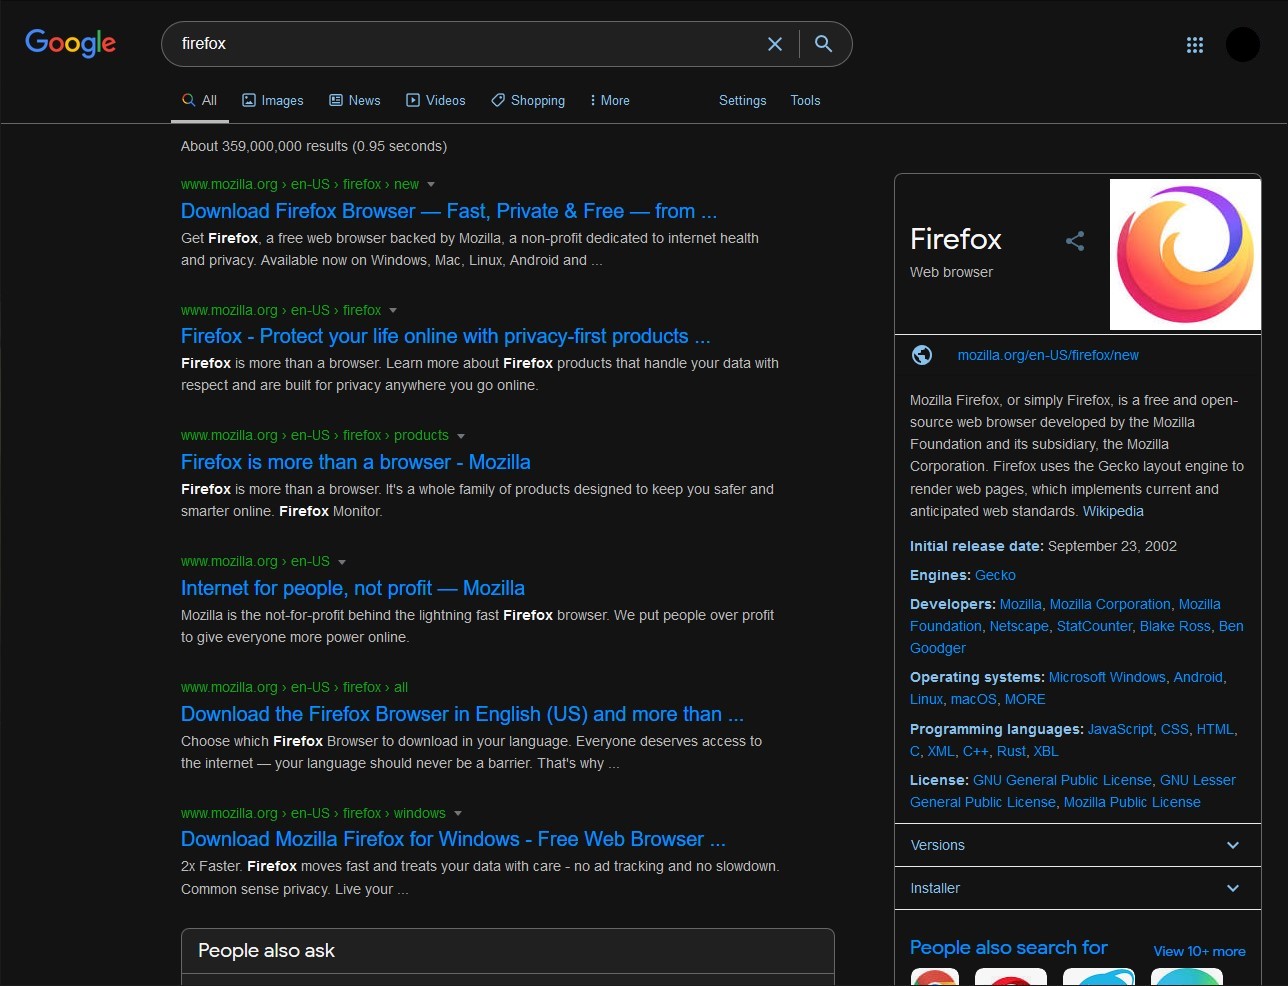 Google
firefox
All
Images
News
Videos
Shopping
More
Settings
Tools
About 359,000,000 results (0.95 seconds)
www.mozilla.org › en-US › firefox › new
Download Firefox Browser — Fast, Private & Free — from ...
Get Firefox, a free web browser backed by Mozilla, a non-profit dedicated to internet health
and privacy. Available now on Windows, Mac, Linux, Android and ...
www.mozilla.org › en-US › firefox
Firefox - Protect your life online with privacy-first products ...
Firefox is more than a browser. Learn more about Firefox products that handle your data with
respect and are built for privacy anywhere you go online.
www.mozilla.org › en-US › firefox › products
Firefox is more than a browser - Mozilla
Firefox is more than a browser. It's a whole family of products designed to keep you safer and
smarter online. Firefox Monitor.
www.mozilla.org › en-US
Internet for people, not profit — Mozilla
Mozilla is the not-for-profit behind the lightning fast Firefox browser. We put people over profit
to give everyone more power online.
www.mozilla.org › en-US › firefox › all
Download the Firefox Browser in English (US) and more than ...
Choose which Firefox Browser to download in your language. Everyone deserves access to
the internet — your language should never be a barrier. That's why ...
www.mozilla.org › en-US › firefox › windows
Download Mozilla Firefox for Windows - Free Web Browser ...
2x Faster. Firefox moves fast and treats your data with care - no ad tracking and no slowdown.
Common sense privacy. Live your ...
People also ask
Firefox
Web browser
mozilla.org/en-US/firefox/new
Mozilla Firefox, or simply Firefox, is a free and open-
source web browser developed by the Mozilla
Foundation and its subsidiary, the Mozilla
Corporation. Firefox uses the Gecko layout engine to
render web pages, which implements current and
anticipated web standards. Wikipedia
Initial release date: September 23, 2002
Engines: Gecko
Developers: Mozilla, Mozilla Corporation, Mozilla
Foundation, Netscape, StatCounter, Blake Ross, Ben
Goodger
Operating systems: Microsoft Windows, Android,
Linux, macOS, MORE
Programming languages: JavaScript, CSS, HTML,
C, XML, C++, Rust, XBL
License: GNU General Public License, GNU Lesser
General Public License, Mozilla Public License
Versions
Installer
People also search for
View 10+ more